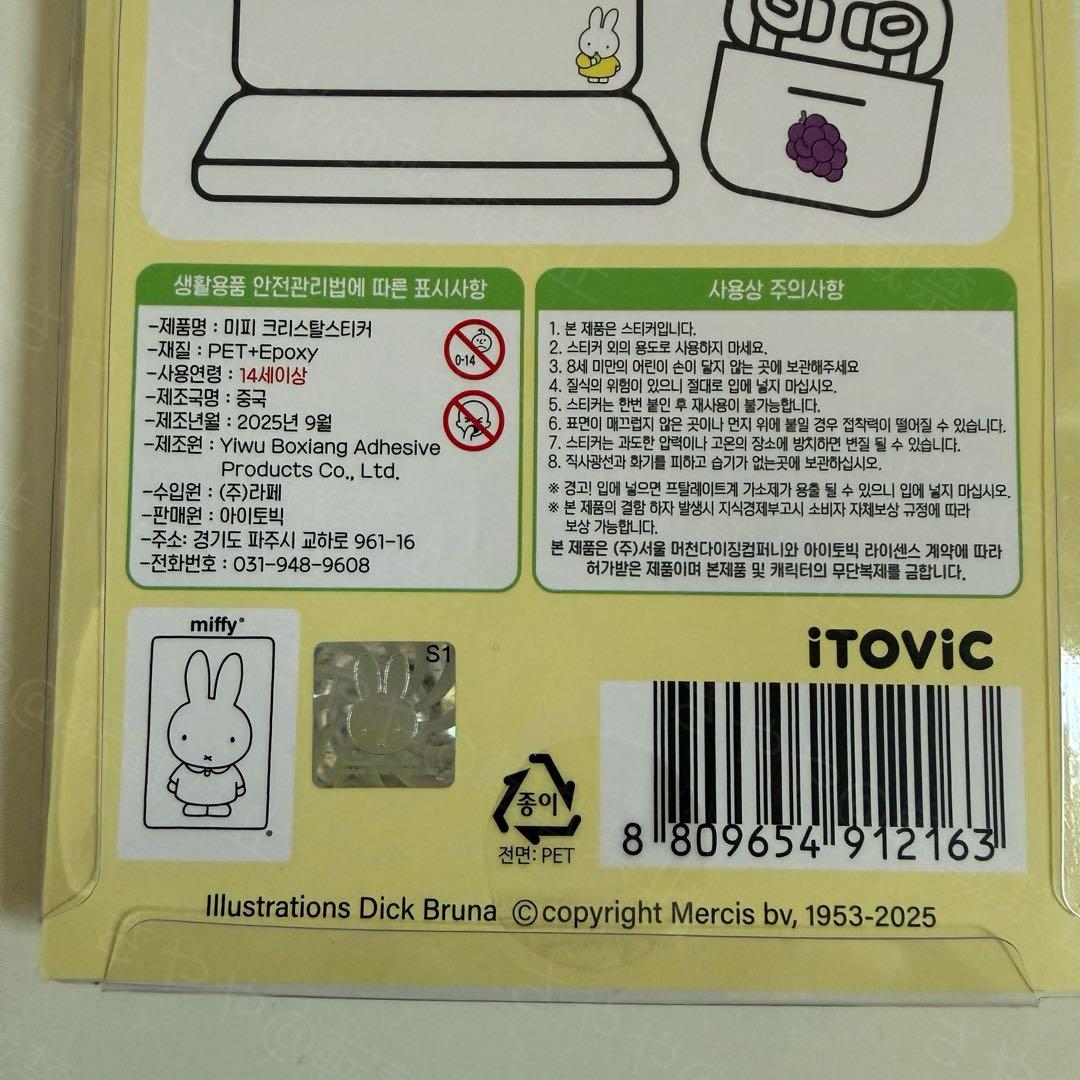 생활용품 안전관리법에 따른 표시사항
-제품명 : 미피 크리스탈스티커
-재질 : PET+Epoxy
-사용연령 : 14세이상
-제조국명 : 중국
-제조년월 : 2025년 9월
-제조원 : Yiwu Boxiang Adhesive
Products Co., Ltd.
-수입원 : (주)라페
-판매원 : 아이토빅
-주소: 경기도 파주시 교하로 961-16
-전화번호 : 031-948-9608
0-14
사용상 주의사항
1. 본 제품은 스티커입니다.
2. 스티커 외의 용도로 사용하지 마세요.
3. 8세 미만의 어린이 손이 닿지 않는 곳에 보관해주세요
4. 질식의 위험이 있으니 절대로 입에 넣지 마십시오.
5. 스티커는 한번 붙인 후 재사용이 불가능합니다.
6. 표면이 매끄럽지 않은 곳이나 먼지 위에 붙일 경우 접착력이 떨어질 수 있습니다.
7. 스티커는 과도한 압력이나 고온의 장소에 방치하면 변질 될 수 있습니다.
8. 직사광선과 화기를 피하고 습기가 없는곳에 보관하십시오.
※ 경고! 입에 넣으면 프탈레이트계 가소제가 용출 될 수 있으니 입에 넣지 마십시오.
※ 본 제품의 결함 하자 발생시 지식경제부고시 소비자 자체보상 규정에 따라
보상 가능합니다.
본 제품은 (주)서울 머천다이징컴퍼니와 아이토빅 라이센스 계약에 따라
허가받은 제품이며 본제품 및 캐릭터의 무단복제를 금합니다.
miffy®
S1
종이
전면: PET
iTOViC
8 809654 912163
Illustrations Dick Bruna ©copyright Mercis bv, 1953-2025